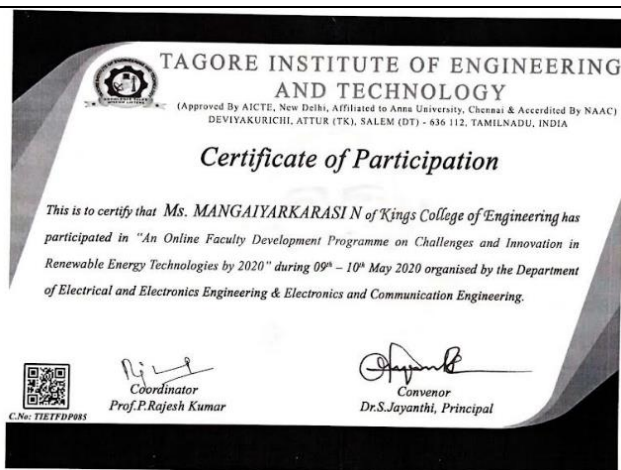 TAGORE INSTITUTE OF ENGINEERING
AND TECHNOLOGY
(Approved By AICTE, New Delhi, Affiliated to Anna University, Chennai & Accerdited By NAAC)
DEVIYAKURICHI, ATTUR (TK), SALEM (DT) - 636 112, TAMILNADU, INDIA
Certificate of Participation
This is to certify that Ms. MANGAIYARKARASI N of Kings College of Engineering has
participated in "An Online Faculty Development Programme on Challenges and Innovation in
Renewable Energy Technologies by 2020" during 09th – 10th May 2020 organised by the Department
of Electrical and Electronics Engineering & Electronics and Communication Engineering.
Coordinator
Prof.P.Rajesh Kumar
Convenor
Dr.S.Jayanthi, Principal
C.No: TIETFDP085